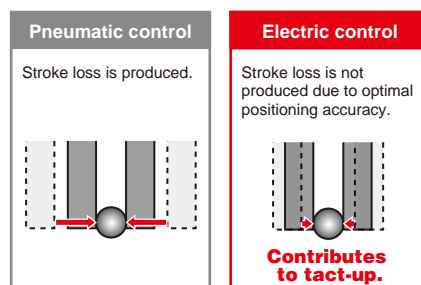 Pneumatic control
Stroke loss is produced.
Electric control
Stroke loss is not
produced due to optimal
positioning accuracy.
Contributes
to tact-up.